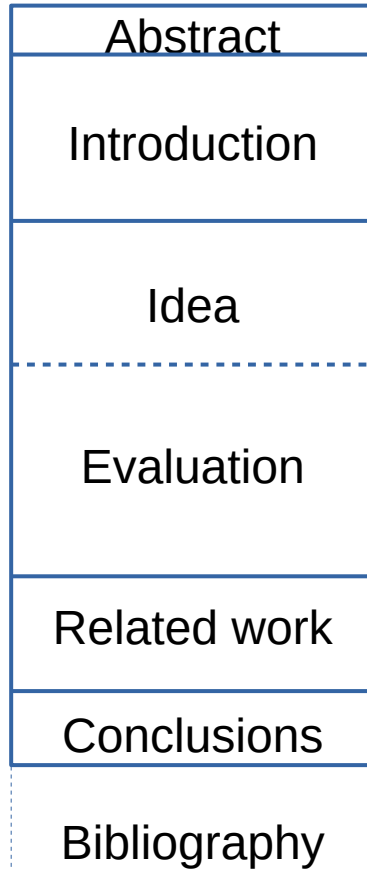 Abstract
Introduction
Idea
Evaluation
Related work
Conclusions
Bibliography